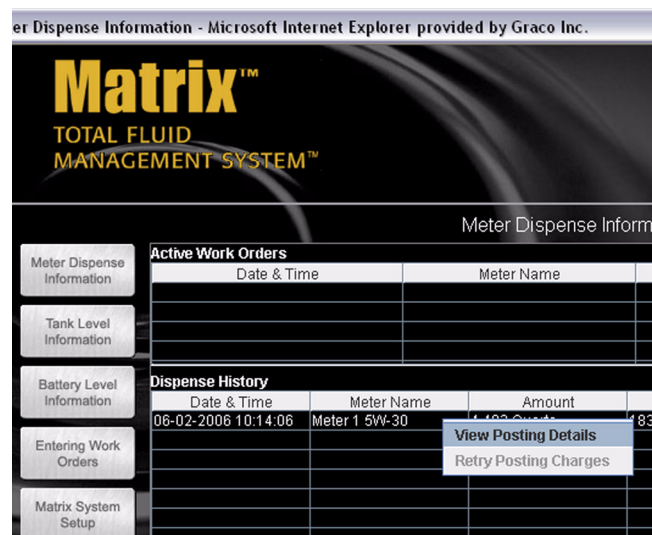 er Dispense Information - Microsoft Internet Explorer provided by Graco Inc.
Matrix™
TOTAL FLUID
MANAGEMENT SYSTEM™
Meter Dispense Inform
Meter Dispense
Information
Tank Level
Information
Battery Level
Information
Entering Work
Orders
Matrix System
Setup
Active Work Orders
Date & Time Meter Name
Dispense History
Date & Time Meter Name Amount
06-02-2006 10:14:06 Meter 1 5W-30
View Posting Details
Retry Posting Charges